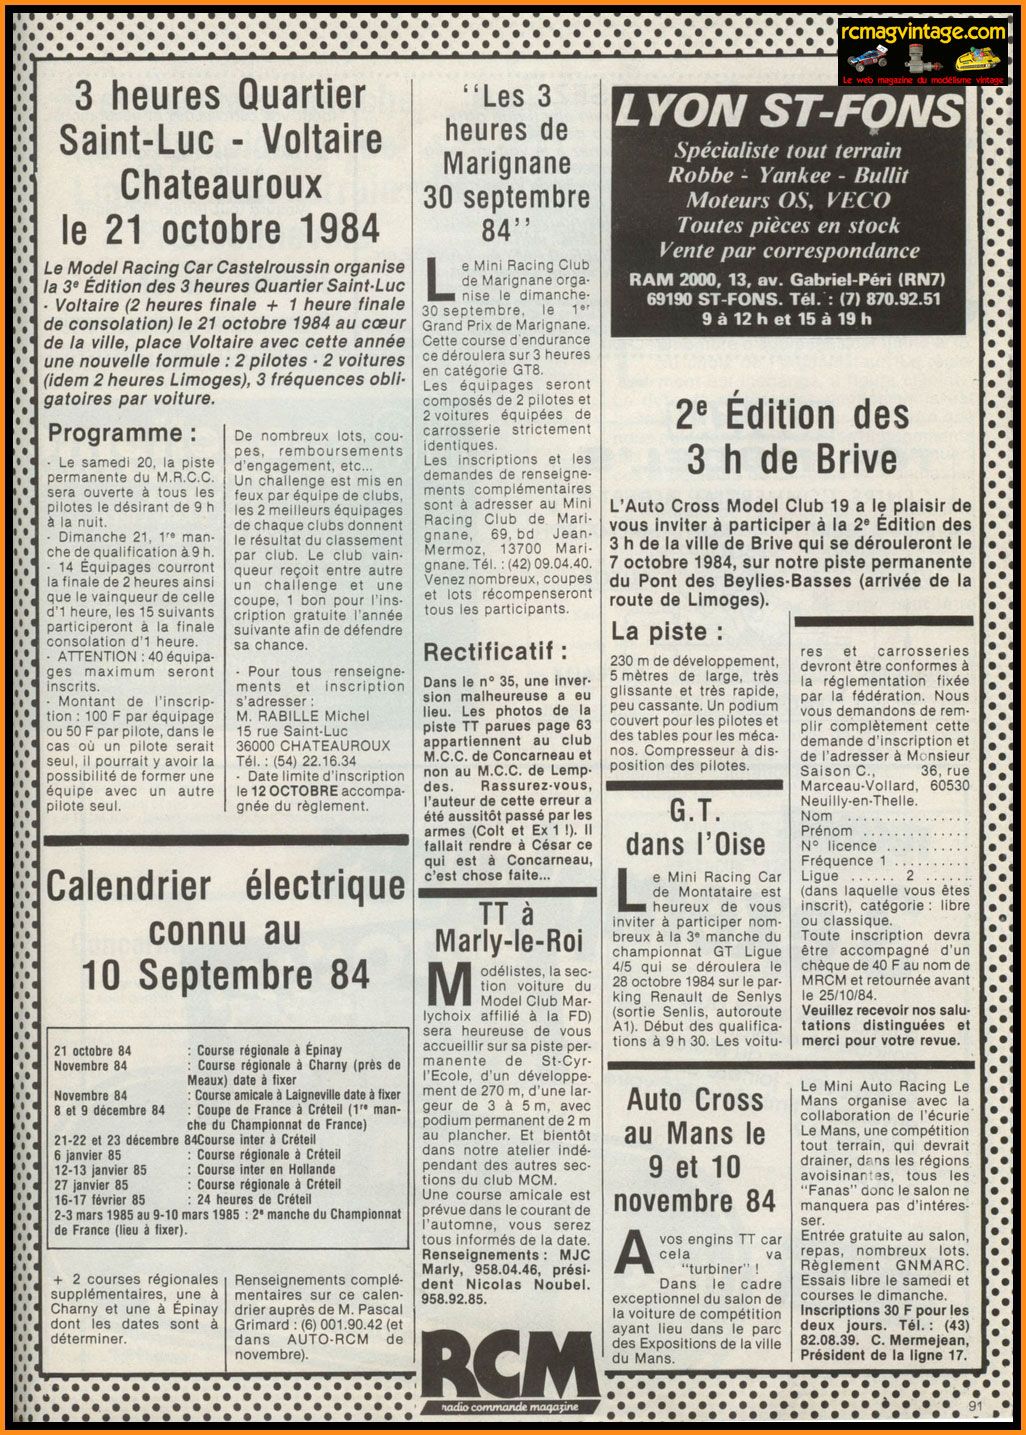 rcmagvintage.com
Le web magazine du modélisme vintage
3 heures Quartier
Saint-Luc - Voltaire
Chateauroux
le 21 octobre 1984
Le Model Racing Car Castelroussin organise
la 3e Édition des 3 heures Quartier Saint-Luc
- Voltaire (2 heures finale + 1 heure finale
de consolation) le 21 octobre 1984 au cœur
de la ville, place Voltaire avec cette année
une nouvelle formule : 2 pilotes - 2 voitures
(idem 2 heures Limoges), 3 fréquences obli-
gatoires par voiture.
Programme :
- Le samedi 20, la piste
permanente du M.R.C.C.
sera ouverte à tous les
pilotes le désirant de 9 h
à la nuit.
- Dimanche 21, 1re man-
che de qualification à 9 h.
- 14 Équipages courront
la finale de 2 heures ainsi
que le vainqueur de celle
d'1 heure, les 15 suivants
participeront à la finale
consolation d'1 heure.
- ATTENTION : 40 équipa-
ges maximum seront
inscrits.
- Montant de l'inscrip-
tion : 100 F par équipage
ou 50 F par pilote, dans le
cas où un pilote serait
seul, il pourrait y avoir la
possibilité de former une
équipe avec un autre
pilote seul.
De nombreux lots, cou-
pes, remboursements
d'engagement, etc...
Un challenge est mis en
feux par équipe de clubs,
les 2 meilleurs équipages
de chaque clubs donnent
le résultat du classement
par club. Le club vain-
queur reçoit entre autre
un challenge et une
coupe, 1 bon pour l'ins-
cription gratuite l'année
suivante afin de défendre
sa chance.
- Pour tous renseigne-
ments et inscription
s'adresser :
M. RABILLE Michel
15 rue Saint-Luc
36000 CHATEAUROUX
Tél. : (54) 22.16.34
- Date limite d'inscription
le 12 OCTOBRE accompa-
gnée du règlement.
Calendrier électrique
connu au
10 Septembre 84
21 octobre 84 : Course régionale à Épinay
Novembre 84 : Course régionale à Charny (près de
Meaux) date à fixer
Novembre 84 : Course amicale à Laigneville date à fixer
8 et 9 décembre 84 : Coupe de France à Créteil (1re man-
che du Championnat de France)
21-22 et 23 décembre 84Course inter à Créteil
6 janvier 85 : Course régionale à Créteil
12-13 janvier 85 : Course inter en Hollande
27 janvier 85 : Course régionale à Créteil
16-17 février 85 : 24 heures de Créteil
2-3 mars 1985 au 9-10 mars 1985 : 2e manche du Championnat
de France (lieu à fixer).
+ 2 courses régionales
supplémentaires, une à
Charny et une à Épinay
dont les dates sont à
déterminer.
Renseignements complé-
mentaires sur ce calen-
drier auprès de M. Pascal
Grimard : (6) 001.90.42 (et
dans AUTO-RCM de
novembre).
"Les 3
heures de
Marignane
30 septembre
84"
Le Mini Racing Club
de Marignane orga-
nise le dimanche-
30 septembre, le 1er
Grand Prix de Marignane.
Cette course d'endurance
ce déroulera sur 3 heures
en catégorie GT8.
Les équipages seront
composés de 2 pilotes et
2 voitures équipées de
carrosserie strictement
identiques.
Les inscriptions et les
demandes de renseigne-
ments complémentaires
sont à adresser au Mini
Racing Club de Mari-
gnane, 69, bd Jean-
Mermoz, 13700 Mari-
gnane. Tél. : (42) 09.04.40.
Venez nombreux, coupes
et lots récompenseront
tous les participants.
Rectificatif :
Dans le n° 35, une inver-
sion malheureuse a eu
lieu. Les photos de la
piste TT parues page 63
appartiennent au club
M.C.C. de Concarneau et
non au M.C.C. de Lemp-
des. Rassurez-vous,
l'auteur de cette erreur a
été aussitôt passé par les
armes (Colt et Ex 1 !). Il
fallait rendre à César ce
qui est à Concarneau,
c'est chose faite...
TT à
Marly-le-Roi
Modélistes, la sec-
tion voiture du
Model Club Mar-
lychoix affilié à la FD)
sera heureuse de vous
accueillir sur sa piste per-
manente de St-Cyr-
l'Ecole, d'un développe-
ment de 270 m, d'une lar-
geur de 3 à 5 m, avec
podium permanent de 2 m
au plancher. Et bientôt
dans notre atelier indé-
pendant des autres sec-
tions du club MCM.
Une course amicale est
prévue dans le courant de
l'automne, vous serez
tous informés de la date.
Renseignements : MJC
Marly, 958.04.46, prési-
dent Nicolas Noubel.
958.92.85.
RCM
radio commande magazine
LYON ST-FONS
Spécialiste tout terrain
Robbe - Yankee - Bullit
Moteurs OS, VECO
Toutes pièces en stock
Vente par correspondance
RAM 2000, 13, av. Gabriel-Péri (RN7)
69190 ST-FONS. Tél. : (7) 870.92.51
9 à 12 h et 15 à 19 h
2e Édition des
3 h de Brive
L'Auto Cross Model Club 19 a le plaisir de
vous inviter à participer à la 2e Édition des
3 h de la ville de Brive qui se dérouleront le
7 octobre 1984, sur notre piste permanente
du Pont des Beylies-Basses (arrivée de la
route de Limoges).
La piste :
230 m de développement,
5 mètres de large, très
glissante et très rapide,
peu cassante. Un podium
couvert pour les pilotes et
des tables pour les méca-
nos. Compresseur à dis-
position des pilotes.
G.T.
dans l'Oise
Le Mini Racing Car
de Montataire est
heureux de vous
inviter à participer nom-
breux à la 3e manche du
championnat GT Ligue
4/5 qui se déroulera le
28 octobre 1984 sur le par-
king Renault de Senlys
(sortie Senlis, autoroute
A1). Début des qualifica-
tions à 9 h 30. Les voitu-
res et carrosseries
devront être conformes à
la réglementation fixée
par la fédération. Nous
vous demandons de rem-
plir complètement cette
demande d'inscription et
de l'adresser à Monsieur
Saison C., 36, rue
Marceau-Vollard, 60530
Neuilly-en-Thelle.
Nom ................
Prénom ..............
N° licence ............
Fréquence 1 ..........
Ligue ...... 2 ......
(dans laquelle vous êtes
inscrit), catégorie : libre
ou classique.
Toute inscription devra
être accompagné d'un
chèque de 40 F au nom de
MRCM et retournée avant
le 25/10/84.
Veuillez recevoir nos salu-
tations distinguées et
merci pour votre revue.
Auto Cross
au Mans le
9 et 10
novembre 84
A vos engins TT car
cela va
"turbiner" !
Dans le cadre
exceptionnel du salon de
la voiture de compétition
ayant lieu dans le parc
des Expositions de la ville
du Mans.
Le Mini Auto Racing Le
Mans organise avec la
collaboration de l'écurie
Le Mans, une compétition
tout terrain, qui devrait
drainer, dans les régions
avoisinantes, tous les
"Fanas" donc le salon ne
manquera pas d'intéres-
ser.
Entrée gratuite au salon,
repas, nombreux lots.
Règlement GNMARC.
Essais libre le samedi et
courses le dimanche.
Inscriptions 30 F pour les
deux jours. Tél. : (43)
82.08.39. C. Mermejean,
Président de la ligne 17.
91